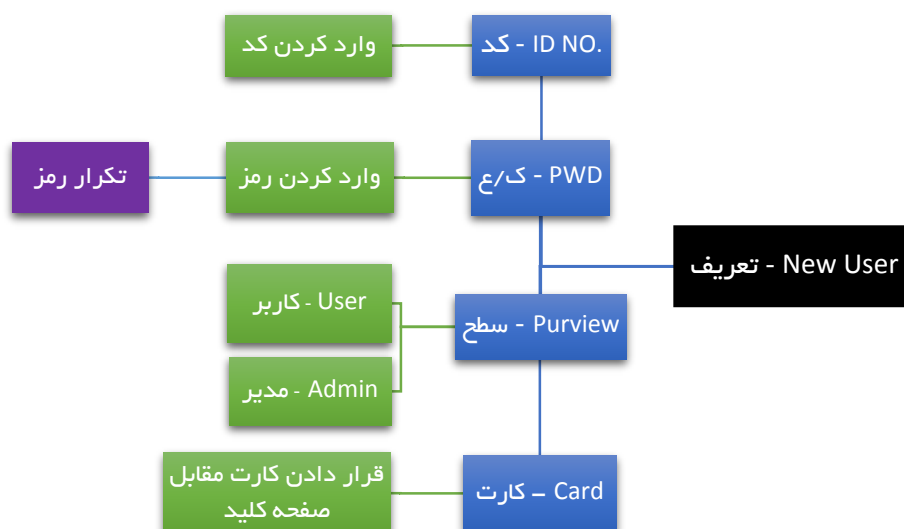 New User - تعریف
ID NO. - کد
وارد کردن کد
PWD - ک/ع
وارد کردن رمز
تکرار رمز
Purview - سطح
User - کاربر
Admin - مدیر
Card – کارت
قرار دادن کارت مقابل
صفحه کلید